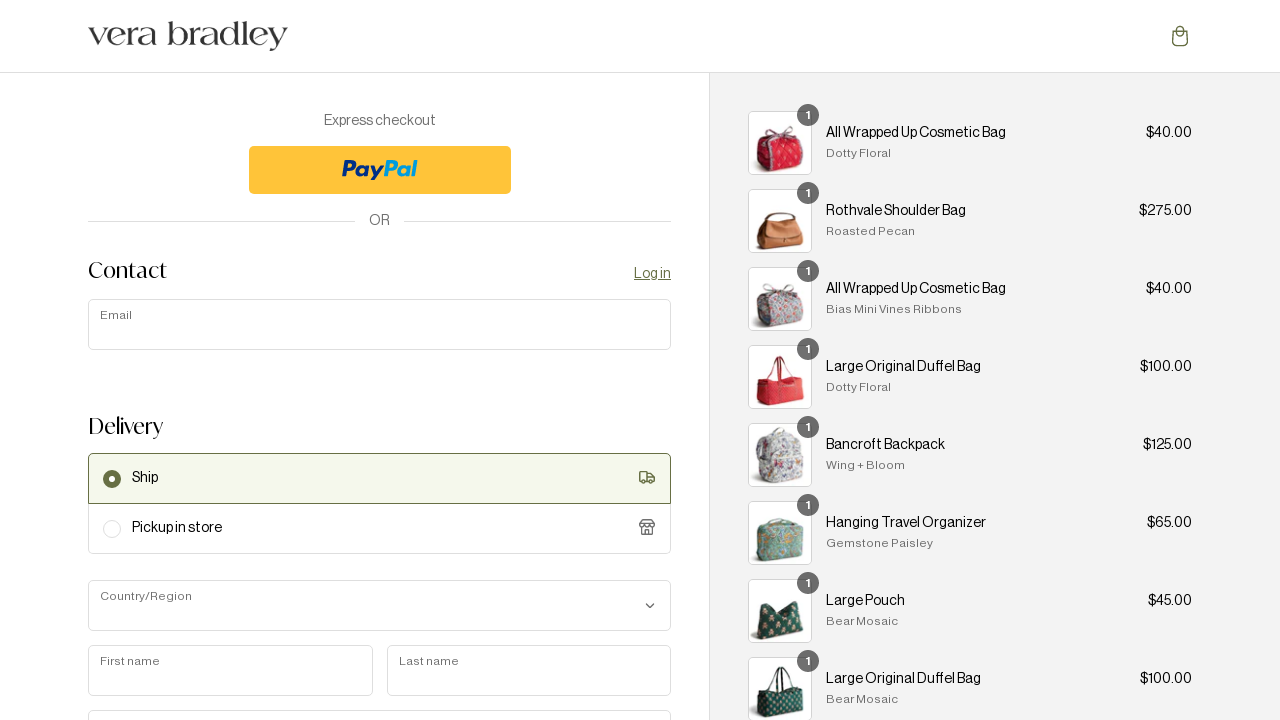 vera bradley
Express checkout
PayPal
OR
Contact
Log in
Email
Delivery
Ship
Pickup in store
Country/Region
First name
Last name
1
All Wrapped Up Cosmetic Bag
$40.00
Dotty Floral
1
Rothvale Shoulder Bag
$275.00
Roasted Pecan
1
All Wrapped Up Cosmetic Bag
$40.00
Bias Mini Vines Ribbons
1
Large Original Duffel Bag
$100.00
Dotty Floral
1
Bancroft Backpack
$125.00
Wing + Bloom
1
Hanging Travel Organizer
$65.00
Gemstone Paisley
1
Large Pouch
$45.00
Bear Mosaic
1
Large Original Duffel Bag
$100.00
Bear Mosaic